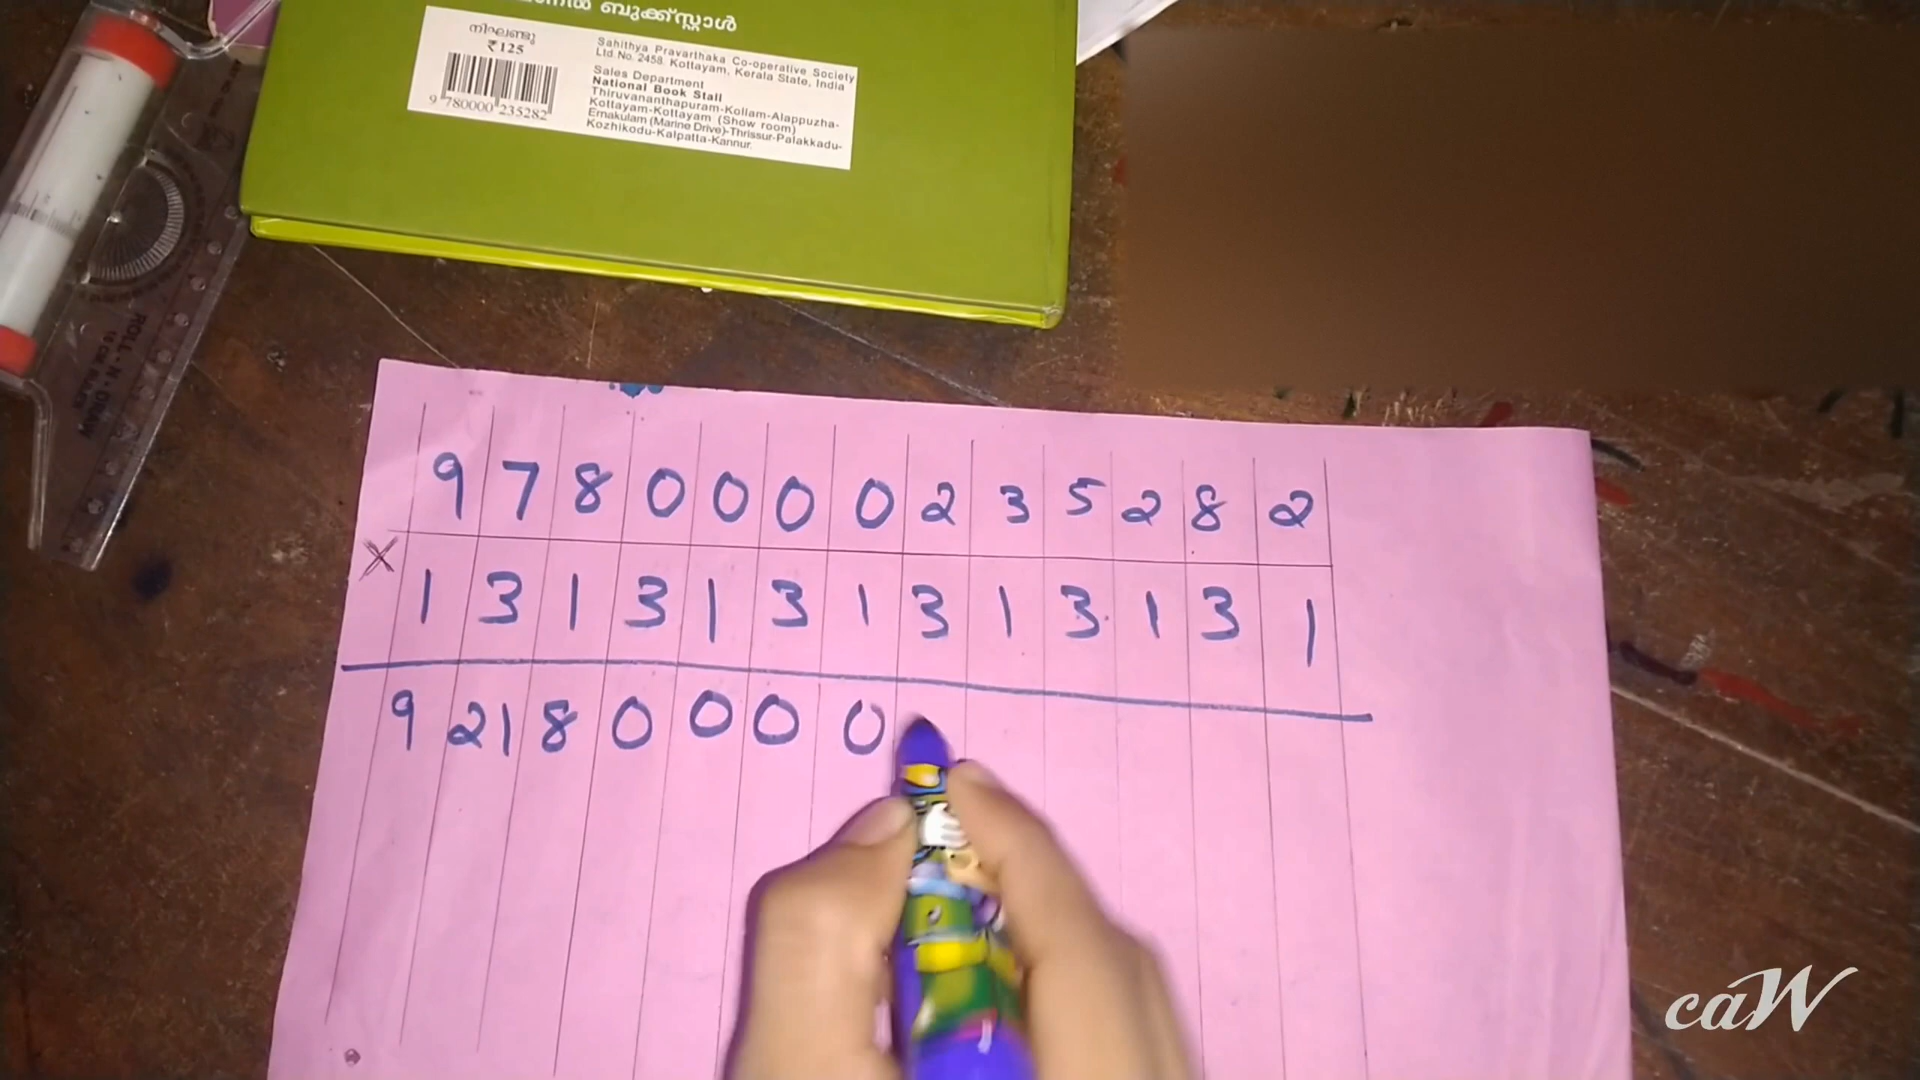 ബുക്ക്സ്റ്റാൾ
നിഘണ്ടു
₹125
9 780000 235282
Sahithya Pravarthaka Co-operative Society
Ltd.No. 2458. Kottayam, Kerala State, India
Sales Department
National Book Stall
Thiruvananthapuram-Kollam-Alappuzha-
Kottayam-Kottayam (Show room)
Ernakulam (Marine Drive)-Thrissur-Palakkadu-
Kozhikodu-Kalpatta-Kannur.
ROLL-N-DRAW
9 7 8 0 0 0 0 2 3 5 2 8 2
X
1 3 1 3 1 3 1 3 1 3 1 3 1
9 21 8 0 0 0 0
caW